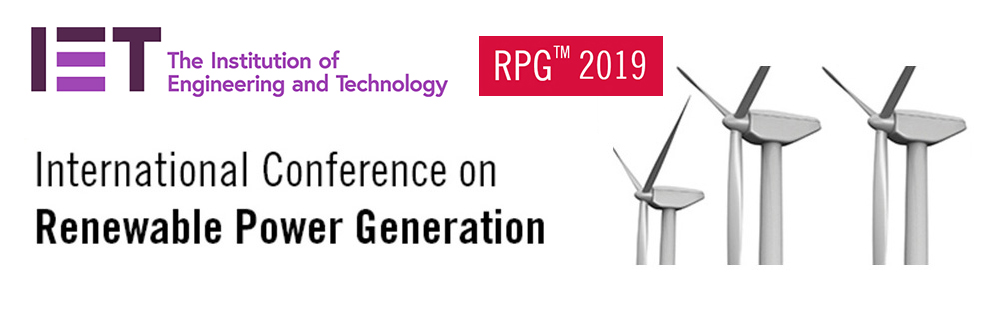 IET
The Institution of
Engineering and Technology
RPG™ 2019
International Conference on
Renewable Power Generation